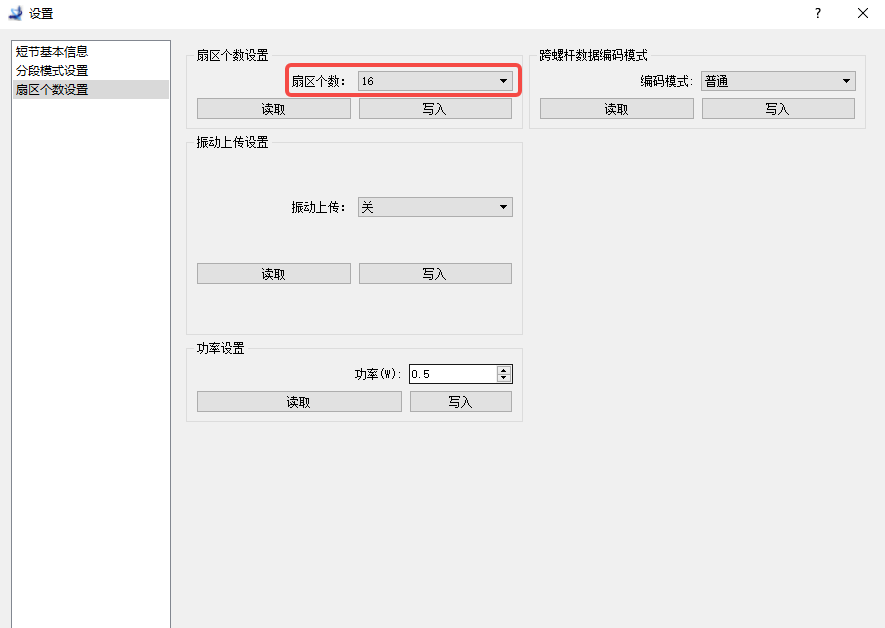 设置
?
短节基本信息
分段模式设置
扇区个数设置
扇区个数设置
扇区个数: 16
读取 写入
跨螺杆数据编码模式
编码模式: 普通
读取 写入
振动上传设置
振动上传: 关
读取 写入
功率设置
功率(W): 0.5
读取 写入